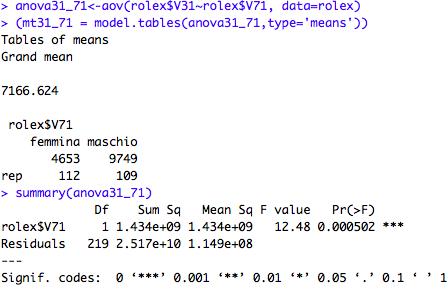 > anova31_71<-aov(rolex$V31~rolex$V71, data=rolex)
> (mt31_71 = model.tables(anova31_71,type='means'))
Tables of means
Grand mean

7166.624

 rolex$V71
    femmina maschio
       4653    9749
rep     112     109
> summary(anova31_71)
             Df    Sum Sq   Mean Sq F value   Pr(>F)
rolex$V71     1 1.434e+09 1.434e+09   12.48 0.000502 ***
Residuals   219 2.517e+10 1.149e+08
---
Signif. codes:  0 ‘***’ 0.001 ‘**’ 0.01 ‘*’ 0.05 ‘.’ 0.1 ‘ ’ 1